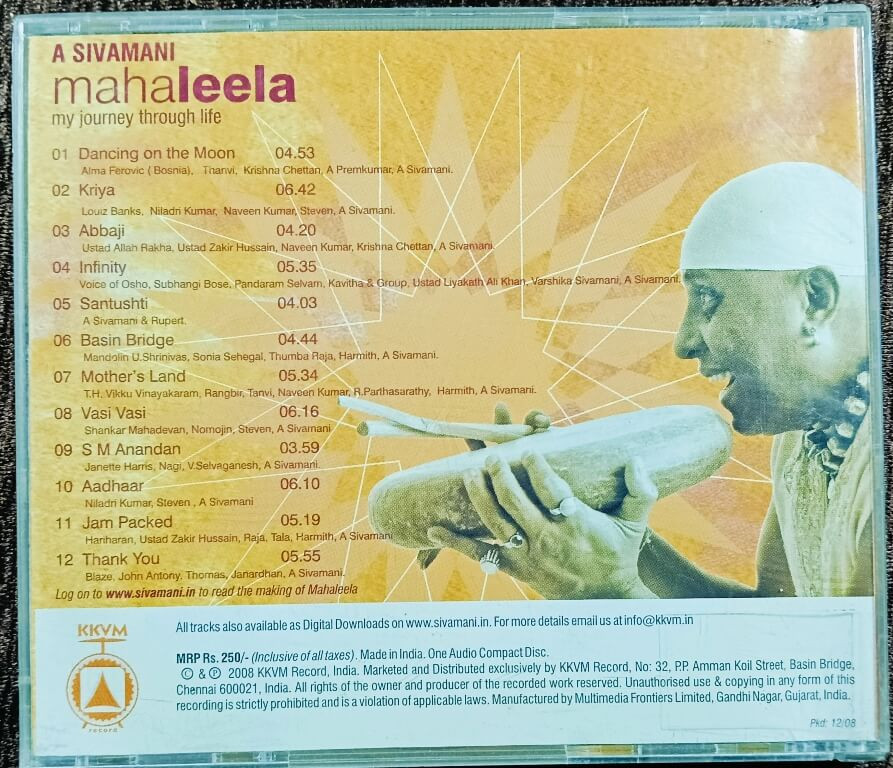 A SIVAMANI
mahaleela
my journey through life
01 Dancing on the Moon 04.53
Alma Ferovic ( Bosnia), Thanvi, Krishna Chettan, A Premkumar, A Sivamani.
02 Kriya 06.42
Louiz Banks, Niladri Kumar, Naveen Kumar, Steven, A Sivamani.
03 Abbaji 04.20
Ustad Allah Rakha, Ustad Zakir Hussain, Naveen Kumar, Krishna Chettan, A Sivamani.
04 Infinity 05.35
Voice of Osho, Subhangi Bose, Pandaram Selvam, Kavitha & Group, Ustad Liyakath Ali Khan, Varshika Sivamani, A Sivamani.
05 Santushti 04.03
A Sivamani & Rupert.
06 Basin Bridge 04.44
Mandolin U.Shrinivas, Sonia Sehegal, Thumba Raja, Harmith, A Sivamani.
07 Mother's Land 05.34
T.H. Vikku Vinayakaram, Rangbir, Tanvi, Naveen Kumar, R.Parthasarathy, Harmith, A Sivamani.
08 Vasi Vasi 06.16
Shankar Mahadevan, Nomojin, Steven, A Sivamani
09 S M Anandan 03.59
Janette Harris, Nagi, V.Selvaganesh, A Sivamani.
10 Aadhaar 06.10
Niladri Kumar, Steven , A Sivamani
11 Jam Packed 05.19
Hariharan, Ustad Zakir Hussain, Raja, Tala, Harmith, A Sivamani
12 Thank You 05.55
Blaze, John Antony, Thomas, Janardhan, A Sivamani.
Log on to www.sivamani.in to read the making of Mahaleela
KKVM
record
All tracks also available as Digital Downloads on www.sivamani.in. For more details email us at info@kkvm.in
MRP Rs. 250/- (Inclusive of all taxes). Made in India. One Audio Compact Disc.
© & ℗ 2008 KKVM Record, India. Marketed and Distributed exclusively by KKVM Record, No: 32, P.P. Amman Koil Street, Basin Bridge,
Chennai 600021, India. All rights of the owner and producer of the recorded work reserved. Unauthorised use & copying in any form of this
recording is strictly prohibited and is a violation of applicable laws. Manufactured by Multimedia Frontiers Limited, Gandhi Nagar, Gujarat, India.
Pkd: 12/08